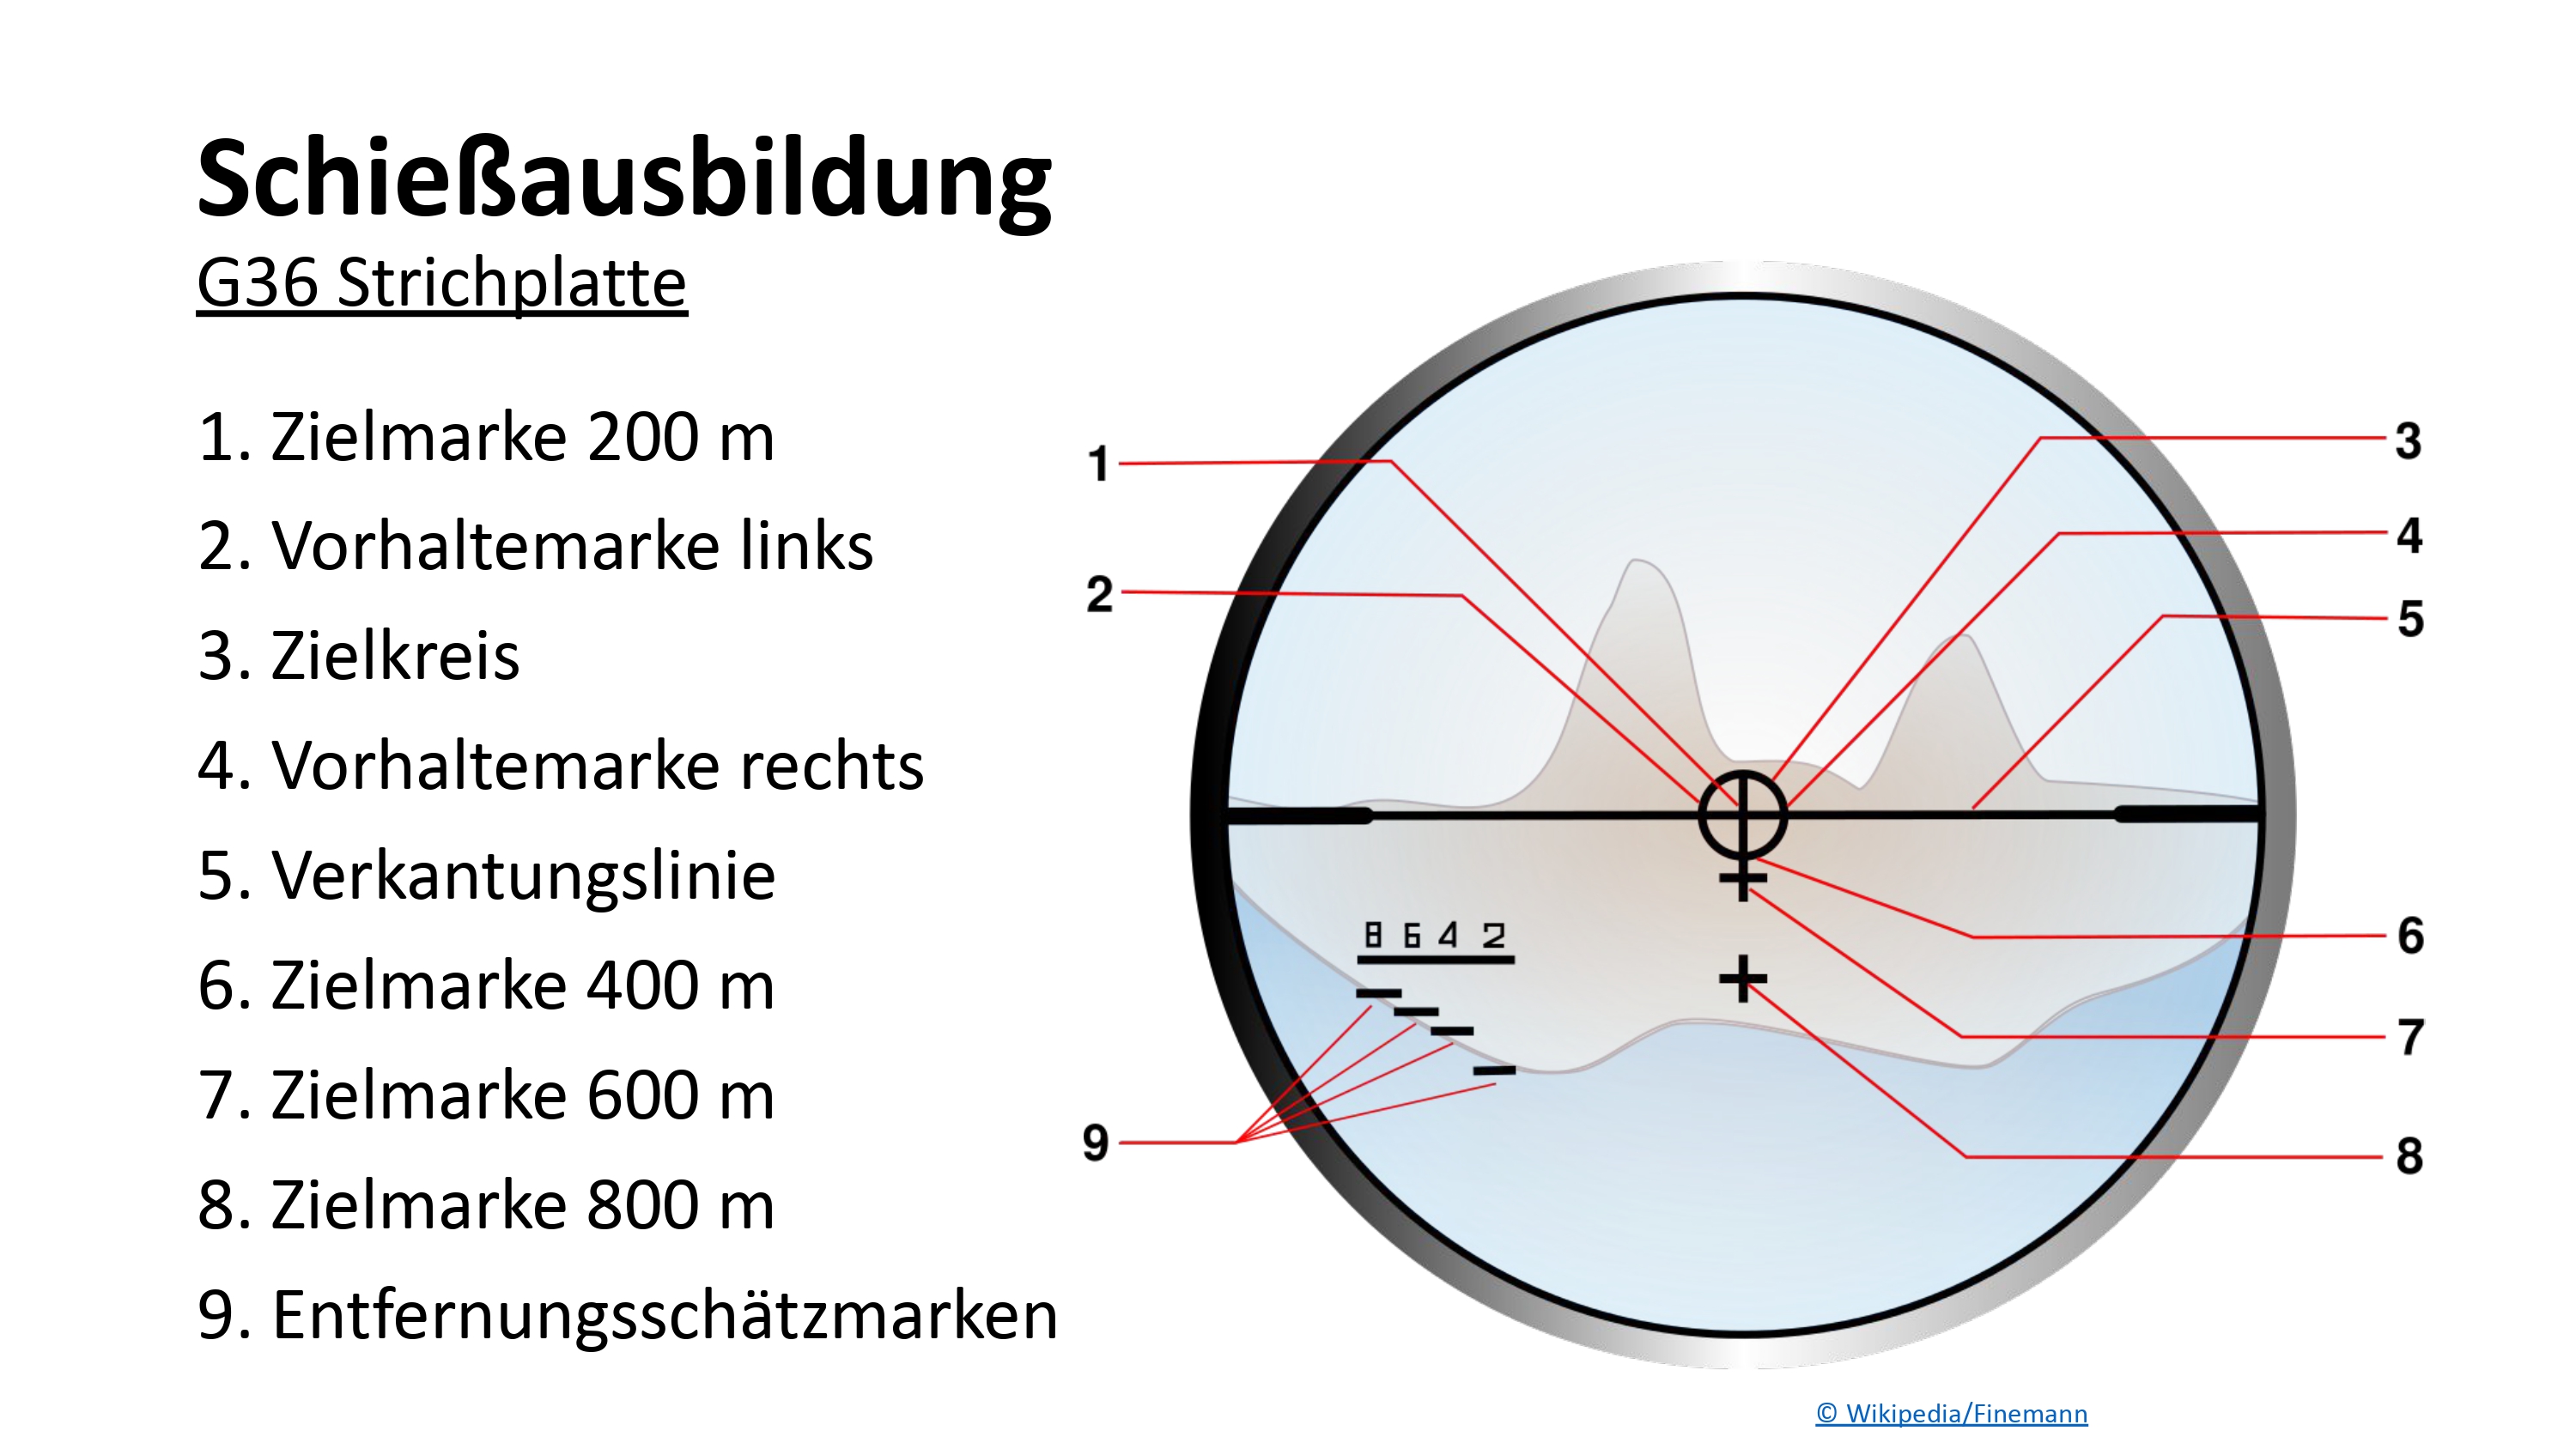 Schießausbildung
G36 Strichplatte
1. Zielmarke 200 m
2. Vorhaltemarke links
3. Zielkreis
4. Vorhaltemarke rechts
5. Verkantungslinie
6. Zielmarke 400 m
7. Zielmarke 600 m
8. Zielmarke 800 m
9. Entfernungsschätzmarken
1
2
9
8 6 4 2
3
4
5
6
7
8
© Wikipedia/Finemann